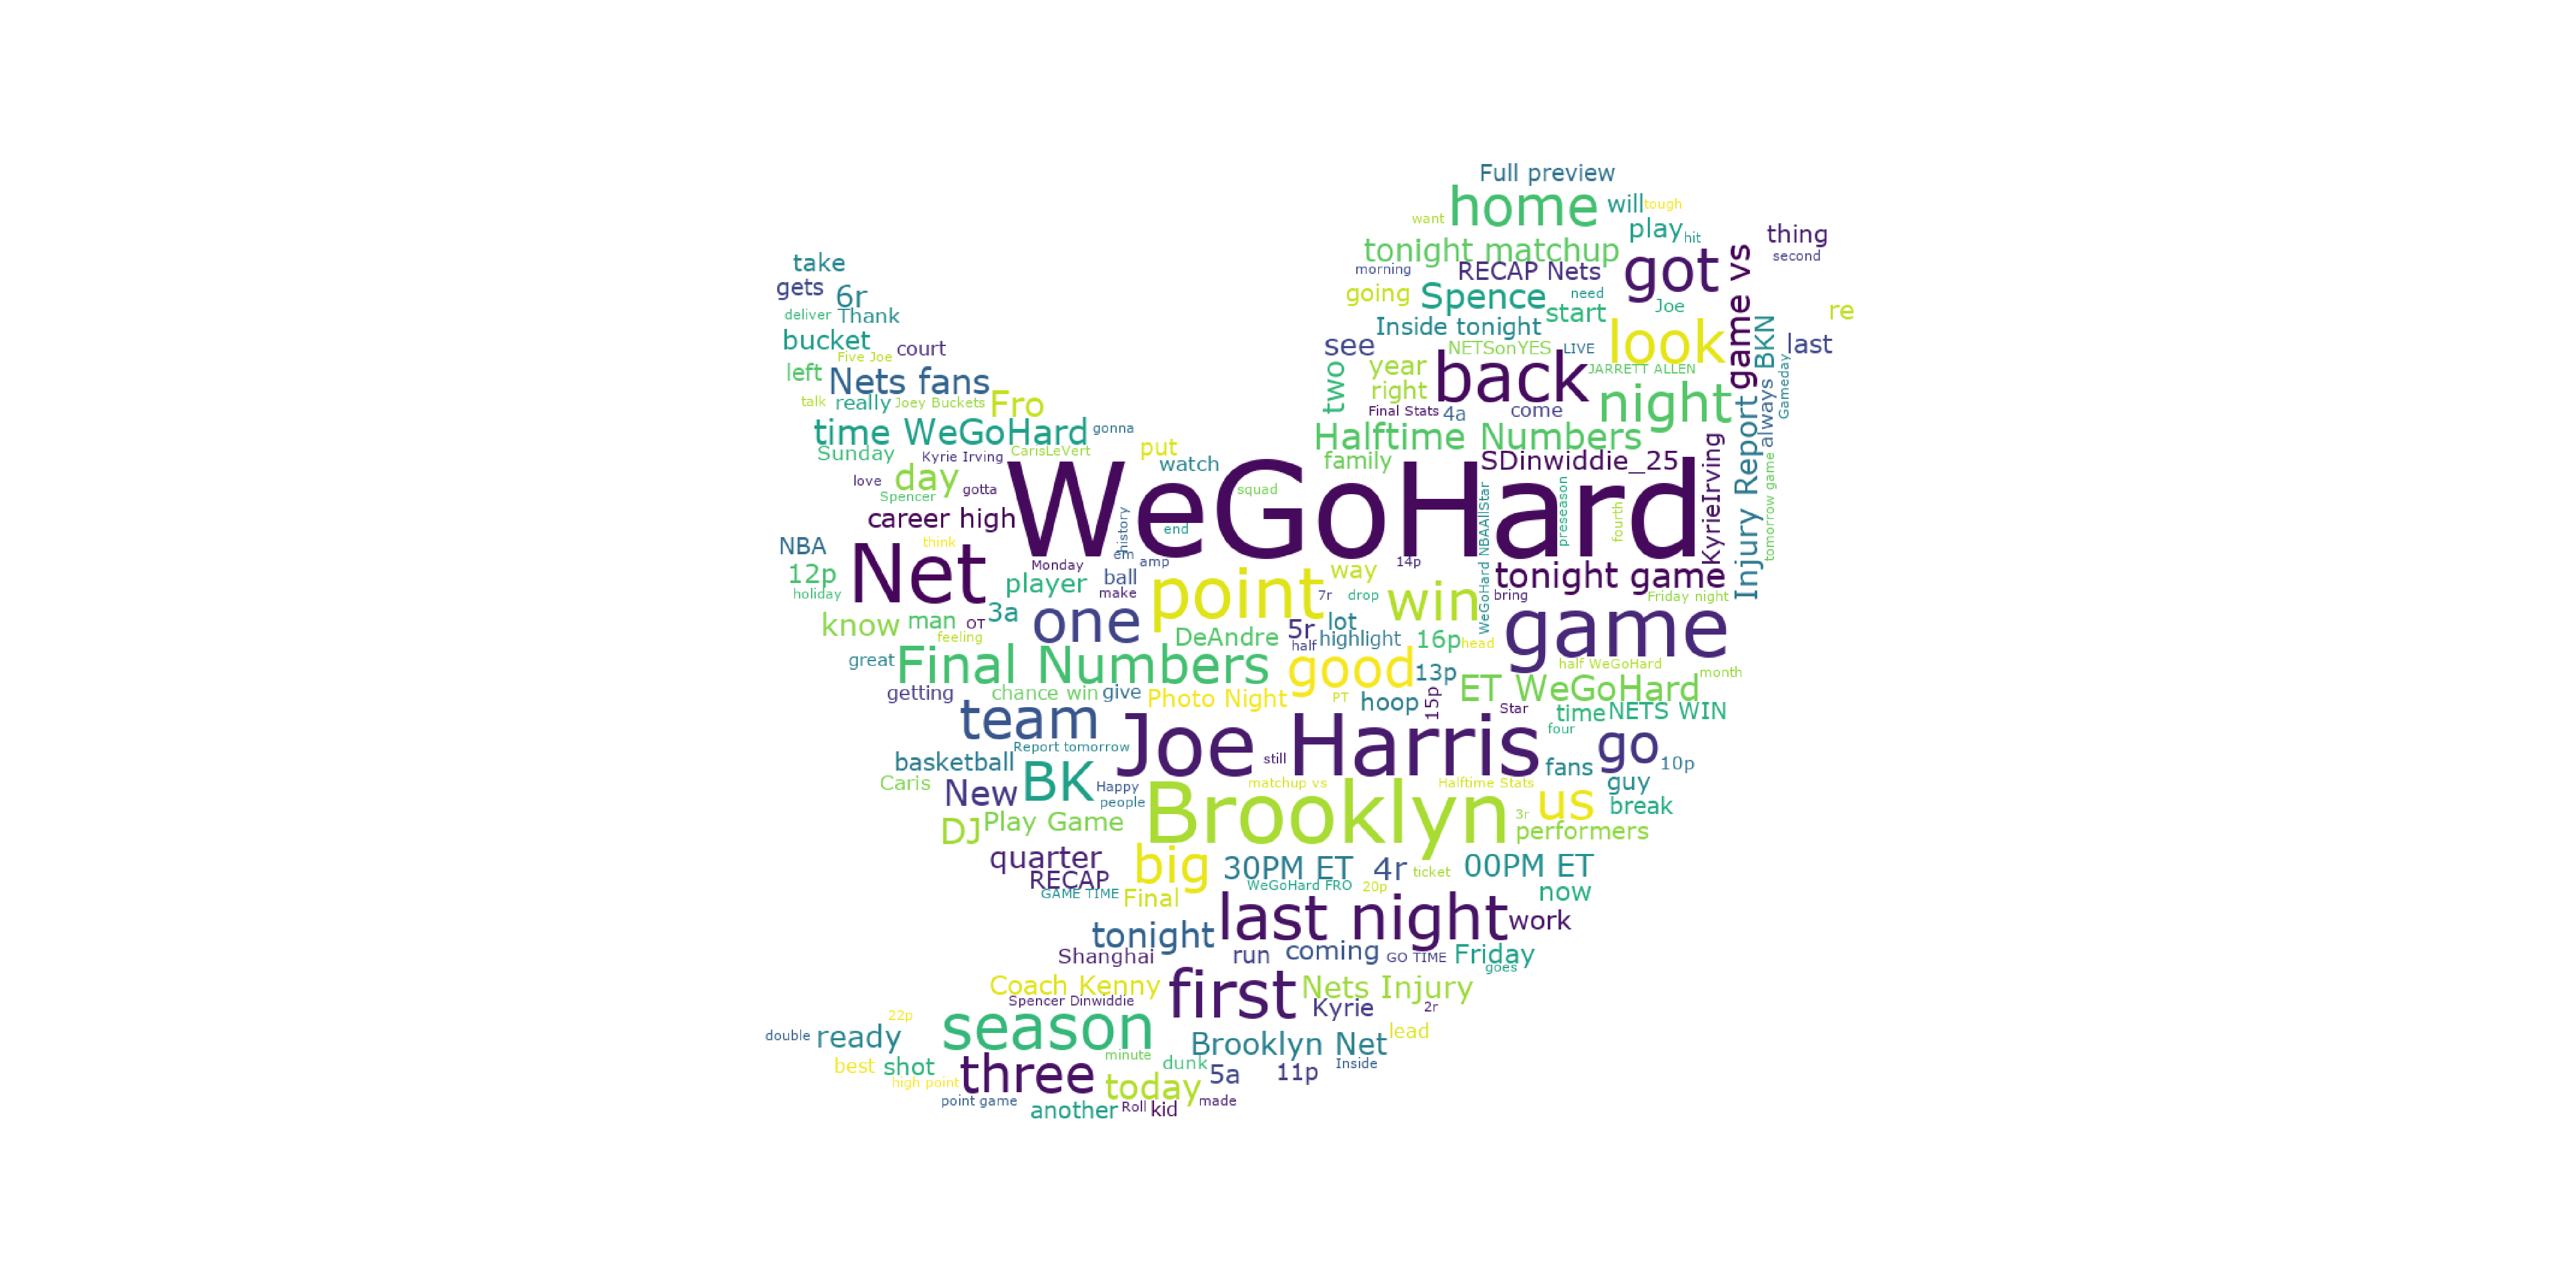 Full preview
home
will
tough
want
play
hit
thing
tonight matchup
got
game vs
second
take
morning
RECAP Nets
gets
6r
going
Spence
need
start
Joe
re
deliver
Thank
Inside tonight
look
BKN
bucket
court
see
NETSonYES
LIVE
last
Five Joe
year
back
JARRETT ALLEN
left
Nets fans
two
right
night
Gameday
talk
really
Joey Buckets
Fro
Final Stats
4a
come
always
time WeGoHard
gonna
Halftime Numbers
Injury Report
Sunday
Kyrie Irving
CarisLeVert
put
watch
family
SDinwiddie_25
KyrieIrving
tomorrow game
love
day
gotta
WeGoHard
squad
Spencer
NBAAllStar
preseason
fourth
career high
history
end
NBA
think
Net
em
amp
14p
12p
Monday
player
ball
point
way
tonight game
holiday
make
7r
drop
win
WeGoHard
bring
Friday night
know
man
OT
3a
one
DeAndre
5r
lot
game
feeling
half
highlight
16p
head
great
Final Numbers
good
13p
half WeGoHard
month
getting
chance win
give
Photo Night
PT
hoop
15p
ET WeGoHard
team
Star
time
NETS WIN
Report tomorrow
Joe Harris
four
basketball
still
go
fans
10p
Caris
BK
Happy
matchup vs
Halftime Stats
guy
New
people
Brooklyn
us
break
DJ
Play Game
3r
performers
quarter
big
30PM ET
4r
00PM ET
RECAP
ticket
GAME TIME
Final
WeGoHard FRO
20p
now
last night
work
tonight
Shanghai
run
coming
GO TIME
Friday
goes
Coach Kenny
first
Nets Injury
Spencer Dinwiddie
Kyrie
2r
22p
season
double
ready
Brooklyn Net
lead
best
shot
minute
dunk
Inside
high point
three
today
5a
11p
point game
another
Roll
kid
made